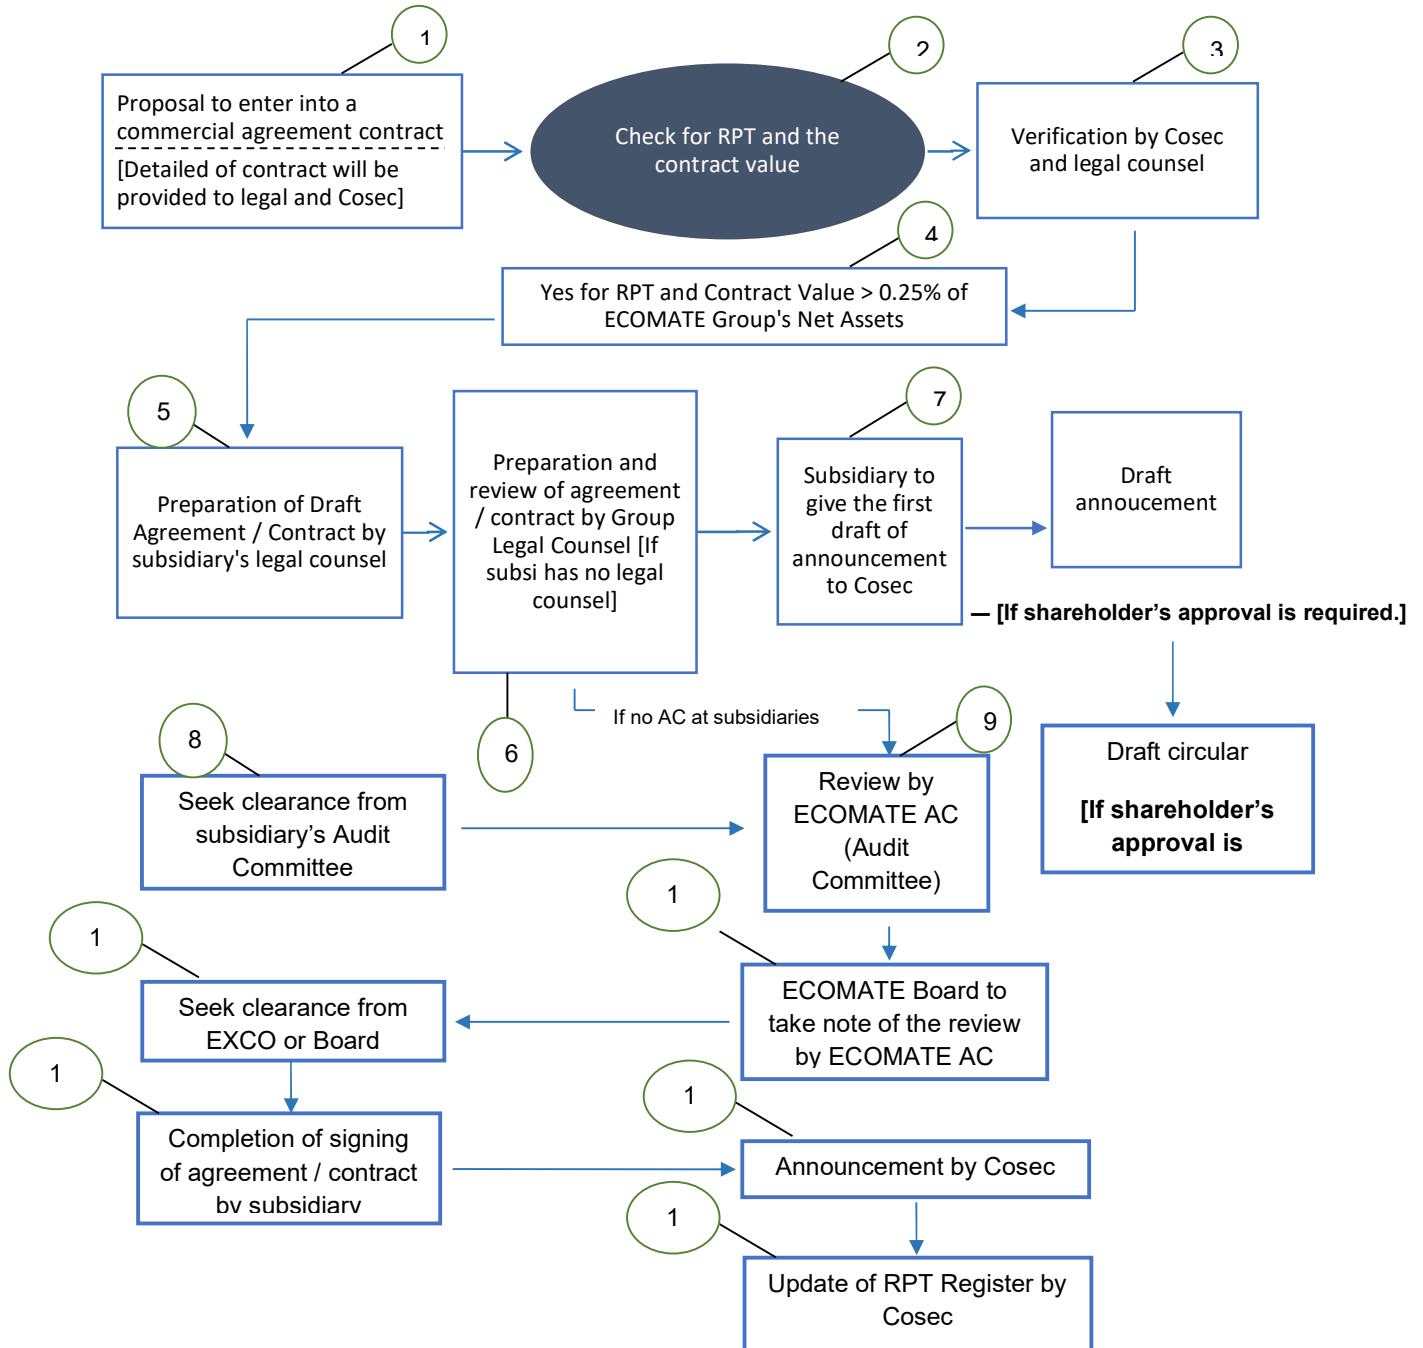 1
2
3
Proposal to enter into a
commercial agreement contract
[Detailed of contract will be
provided to legal and Cosec]
Check for RPT and the
contract value
Verification by Cosec
and legal counsel
4
Yes for RPT and Contract Value > 0.25% of
ECOMATE Group's Net Assets
5
7
Preparation of Draft
Agreement / Contract by
subsidiary's legal counsel
Preparation and
review of agreement
/ contract by Group
Legal Counsel [If
subsi has no legal
counsel]
Subsidiary to
give the first
draft of
announcement
to Cosec
Draft
annoucement
— [If shareholder’s approval is required.]
If no AC at subsidiaries
8
6
9
Seek clearance from
subsidiary’s Audit
Committee
Review by
ECOMATE AC
(Audit
Committee)
Draft circular
[If shareholder’s
approval is
1
1
Seek clearance from
EXCO or Board
ECOMATE Board to
take note of the review
by ECOMATE AC
1
1
Completion of signing
of agreement / contract
by subsidiary
Announcement by Cosec
1
Update of RPT Register by
Cosec